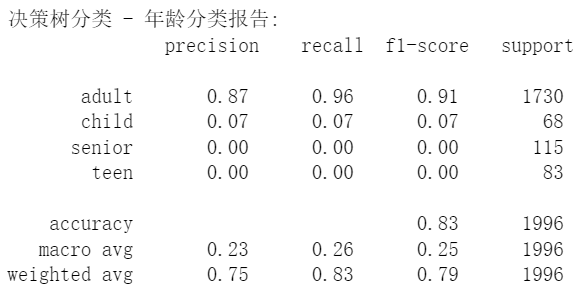 决策树分类 - 年龄分类报告:
precision recall f1-score support
adult 0.87 0.96 0.91 1730
child 0.07 0.07 0.07 68
senior 0.00 0.00 0.00 115
teen 0.00 0.00 0.00 83
accuracy 0.83 1996
macro avg 0.23 0.26 0.25 1996
weighted avg 0.75 0.83 0.79 1996